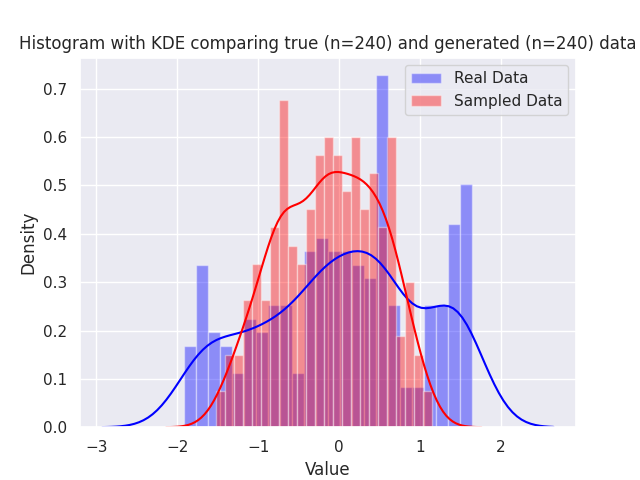 Histogram with KDE comparing true (n=240) and generated (n=240) data
Real Data
Sampled Data
Density
0.7
0.6
0.5
0.4
0.3
0.2
0.1
0.0
−3 −2 −1 0 1 2
Value